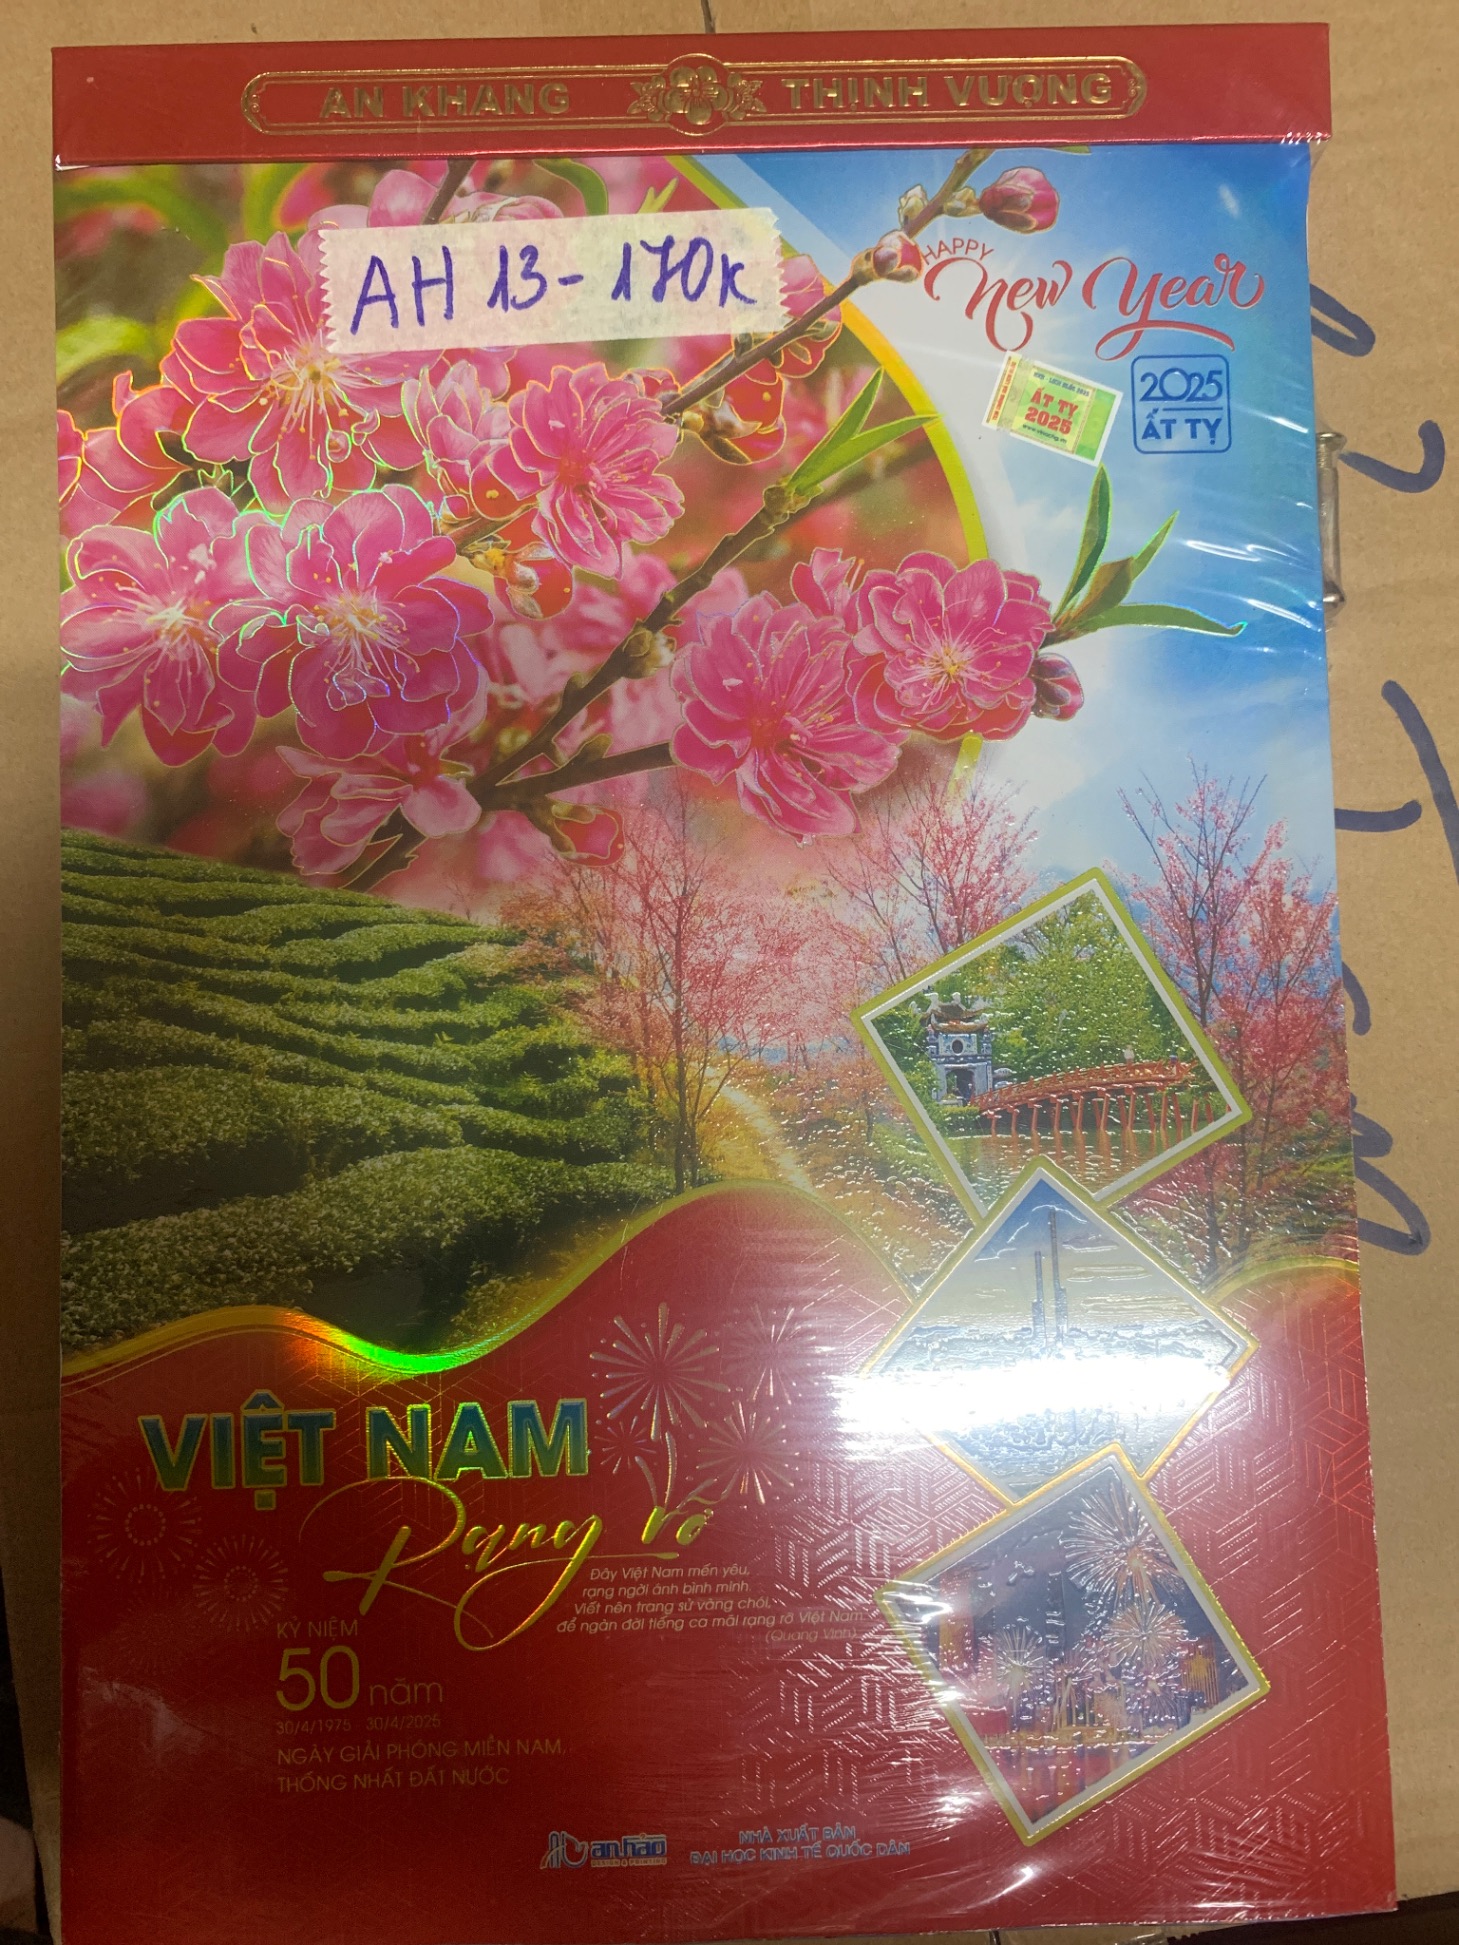 AN KHANG THỊNH VƯỢNG
AH 13 - 170K
HAPPY
New Year
ẤT TỴ
2025
2025
ẤT TỴ
VIỆT NAM
Rạng rỡ
Đây Việt Nam mến yêu,
rạng ngời ánh bình minh.
Viết nên trang sử vàng chói,
để ngàn đời tiếng ca mãi rạng rỡ Việt Nam.
(Quang Vinh)
KỶ NIỆM
50 năm
30/4/1975 30/4/2025
NGÀY GIẢI PHÓNG MIỀN NAM,
THỐNG NHẤT ĐẤT NƯỚC
an.hảo
DESIGN & PRINTING
NHÀ XUẤT BẢN
ĐẠI HỌC KINH TẾ QUỐC DÂN